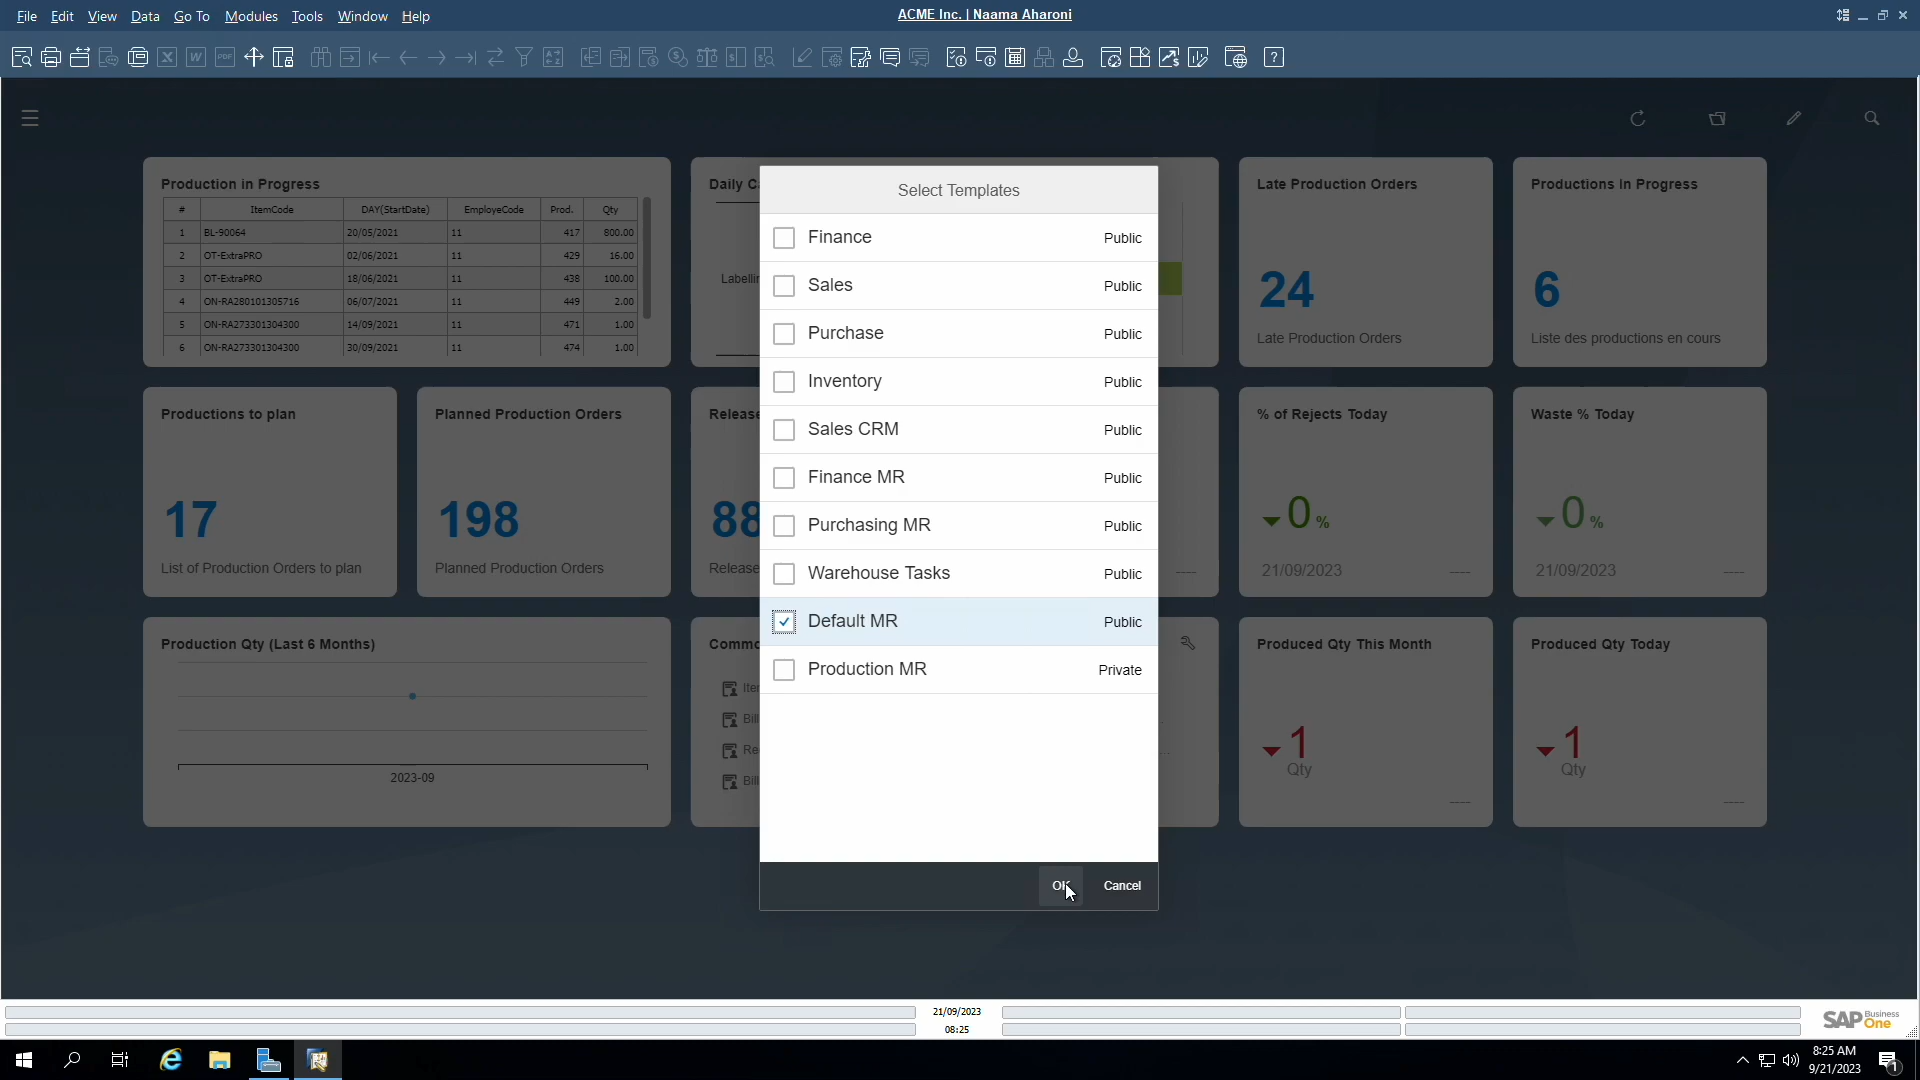 File Edit View Data Go To Modules Tools Window Help
ACME Inc. | Naama Aharoni
Production in Progress
# ItemCode DAY(StartDate) EmployeCode Prod. Qty
1 BL-90064 20/05/2021 11 417 800.00
2 OT-ExtraPRO 02/06/2021 11 429 16.00
3 OT-ExtraPRO 18/06/2021 11 438 100.00
4 ON-RA280101305716 06/07/2021 11 449 2.00
5 ON-RA273301304300 14/09/2021 11 471 1.00
6 ON-RA273301304300 30/09/2021 11 474 1.00
Daily
Late Production Orders
24
Late Production Orders
Productions In Progress
6
Liste des productions en cours
Productions to plan
17
List of Production Orders to plan
Planned Production Orders
198
Planned Production Orders
% of Rejects Today
0 %
21/09/2023 ----
Waste % Today
0 %
21/09/2023 ----
Production Qty (Last 6 Months)
2023-09
Produced Qty This Month
1
Qty
----
Produced Qty Today
1
Qty
----
Select Templates
Finance Public
Sales Public
Purchase Public
Inventory Public
Sales CRM Public
Finance MR Public
Purchasing MR Public
Warehouse Tasks Public
Default MR Public
Production MR Private
OK Cancel
21/09/2023
08:25
SAP Business One
8:25 AM
9/21/2023
1